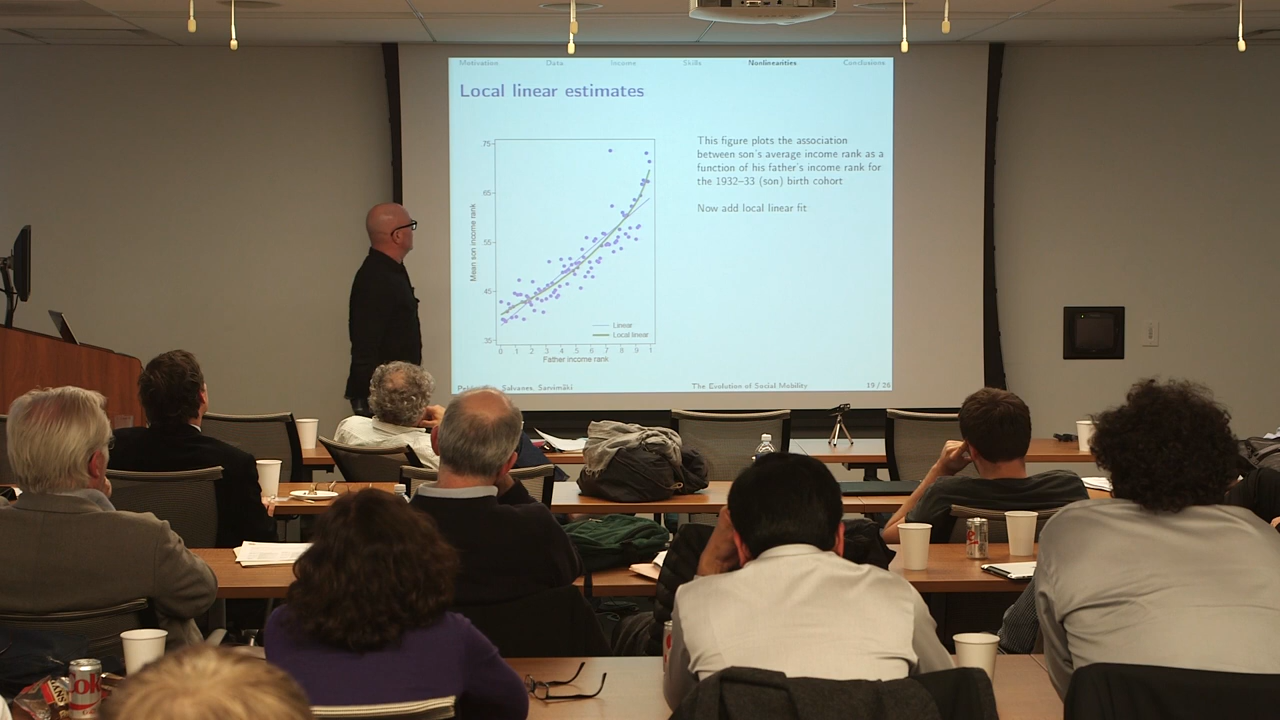 Motivation Data Income Skills Nonlinearities Conclusions
Local linear estimates
This figure plots the association
between son's average income rank as a
function of his father's income rank for
the 1932–33 (son) birth cohort
Now add local linear fit
.75
.65
.55
.45
.35
Mean son income rank
Linear
Local linear
0 .1 .2 .3 .4 .5 .6 .7 .8 .9 1
Father income rank
Salvanes, Sarvimäki
The Evolution of Social Mobility
19 / 26
Coke